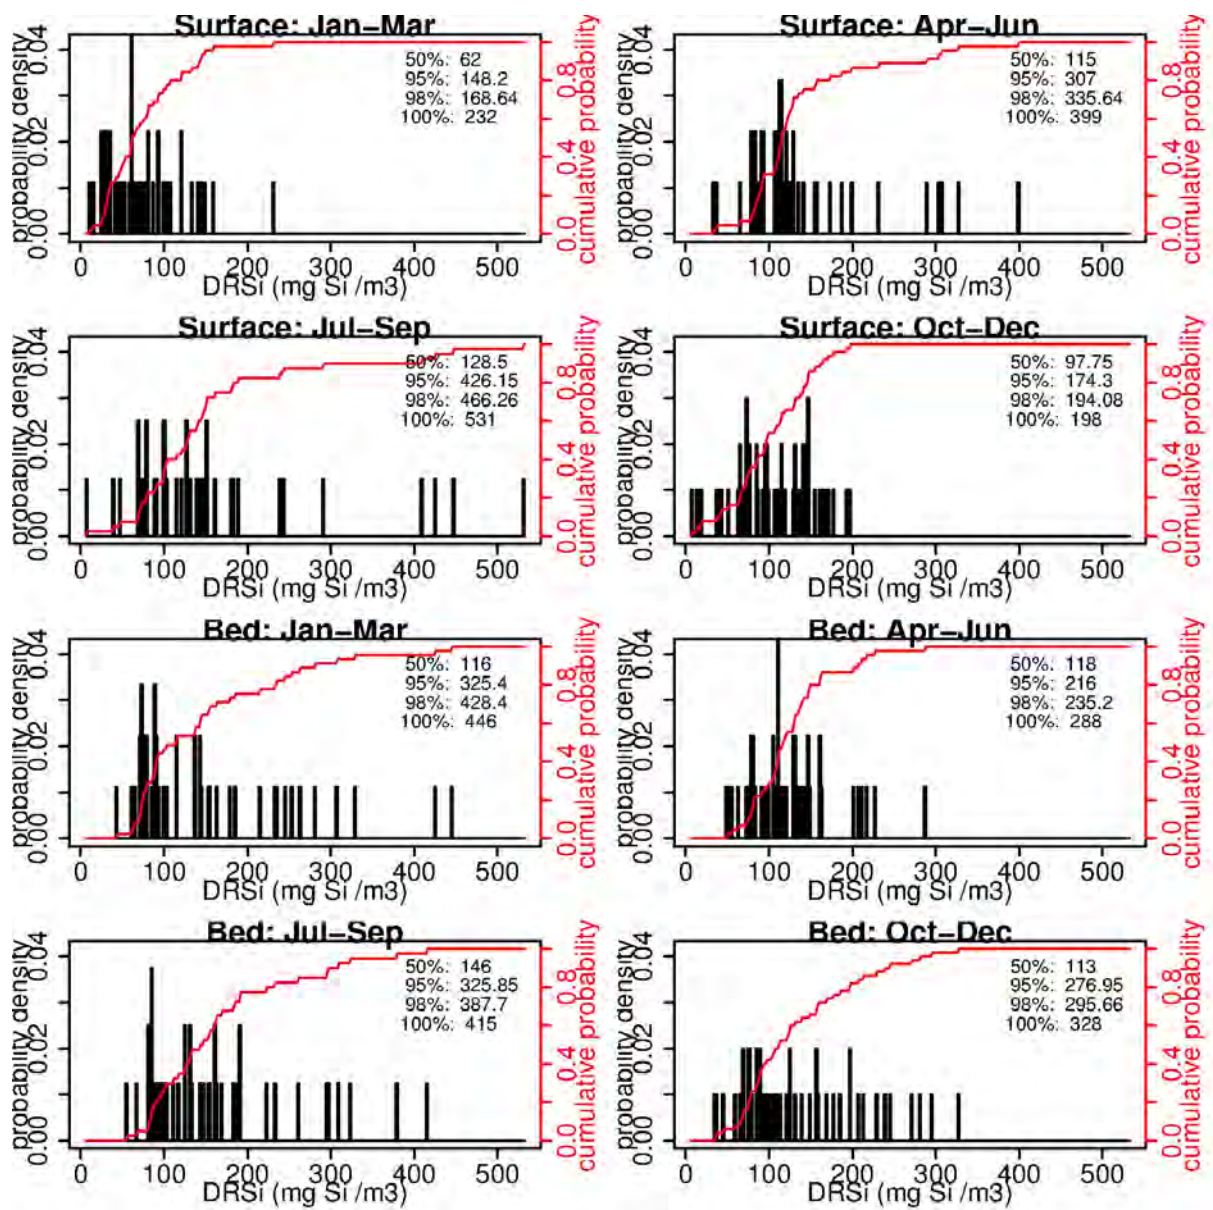 Surface: Jan-Mar
50%: 62
95%: 148.2
98%: 168.64
100%: 232
probability density
0.00 0.02 0.04
cumulative probability
0.0 0.4 0.8
0 100 200 300 400 500
DRSi (mg Si /m3)
Surface: Apr-Jun
50%: 115
95%: 307
98%: 335.64
100%: 399
probability density
0.00 0.02 0.04
cumulative probability
0.0 0.4 0.8
0 100 200 300 400 500
DRSi (mg Si /m3)
Surface: Jul-Sep
50%: 128.5
95%: 426.15
98%: 466.26
100%: 531
probability density
0.00 0.02 0.04
cumulative probability
0.0 0.4 0.8
0 100 200 300 400 500
DRSi (mg Si /m3)
Surface: Oct-Dec
50%: 97.75
95%: 174.3
98%: 194.08
100%: 198
probability density
0.00 0.02 0.04
cumulative probability
0.0 0.4 0.8
0 100 200 300 400 500
DRSi (mg Si /m3)
Bed: Jan-Mar
50%: 116
95%: 325.4
98%: 428.4
100%: 446
probability density
0.00 0.02 0.04
cumulative probability
0.0 0.4 0.8
0 100 200 300 400 500
DRSi (mg Si /m3)
Bed: Apr-Jun
50%: 118
95%: 216
98%: 235.2
100%: 288
probability density
0.00 0.02 0.04
cumulative probability
0.0 0.4 0.8
0 100 200 300 400 500
DRSi (mg Si /m3)
Bed: Jul-Sep
50%: 146
95%: 325.85
98%: 387.7
100%: 415
probability density
0.00 0.02 0.04
cumulative probability
0.0 0.4 0.8
0 100 200 300 400 500
DRSi (mg Si /m3)
Bed: Oct-Dec
50%: 113
95%: 276.95
98%: 295.66
100%: 328
probability density
0.00 0.02 0.04
cumulative probability
0.0 0.4 0.8
0 100 200 300 400 500
DRSi (mg Si /m3)